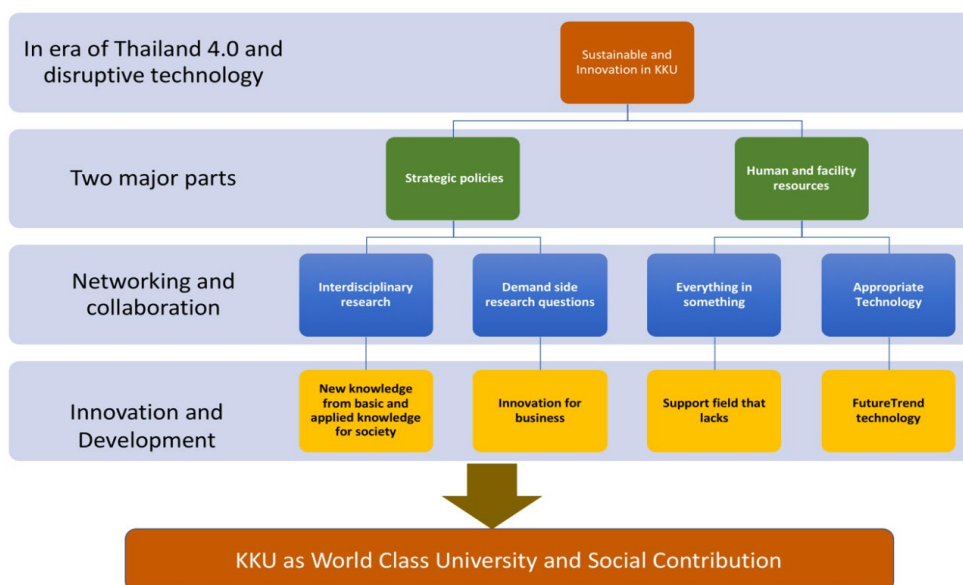 In era of Thailand 4.0 and
disruptive technology
Sustainable and
Innovation in KKU
Two major parts
Strategic policies
Human and facility
resources
Networking and
collaboration
Interdisciplinary
research
Demand side
research questions
Everything in
something
Appropriate
Technology
Innovation and
Development
New knowledge
from basic and
applied knowledge
for society
Innovation for
business
Support field that
lacks
FutureTrend
technology
KKU as World Class University and Social Contribution